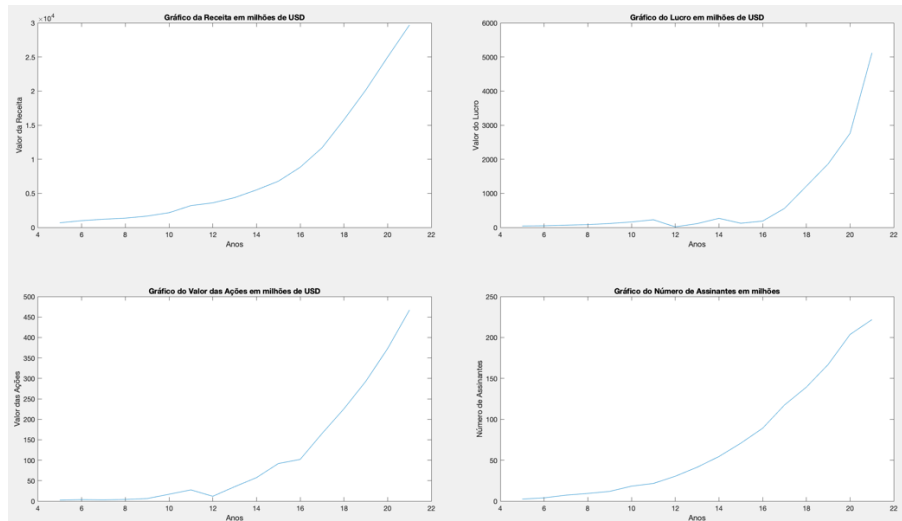 Gráfico da Receita em milhões de USD
×10⁴
3
2.5
2
1.5
1
0.5
0
Valor da Receita
4 6 8 10 12 14 16 18 20 22
Anos
Gráfico do Lucro em milhões de USD
6000
5000
4000
3000
2000
1000
0
Valor do Lucro
4 6 8 10 12 14 16 18 20 22
Anos
Gráfico do Valor das Ações em milhões de USD
500
450
400
350
300
250
200
150
100
50
0
Valor das Ações
4 6 8 10 12 14 16 18 20 22
Anos
Gráfico do Número de Assinantes em milhões
250
200
150
100
50
0
Número de Assinantes
4 6 8 10 12 14 16 18 20 22
Anos